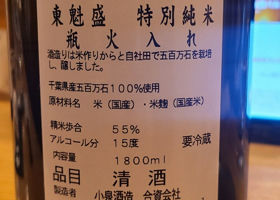 東魁盛 特別純米
瓶火入れ
酒造りは米作りからと自社田で五百万石を栽培
し、醸しました。
千葉県産五百万石100%使用
原材料名 米(国産)・米麹(国産米)
精米歩合 55%
アルコール分 15度 要冷蔵
内容量 1800ml
品目 清酒
製造者 小泉酒造 合資会社